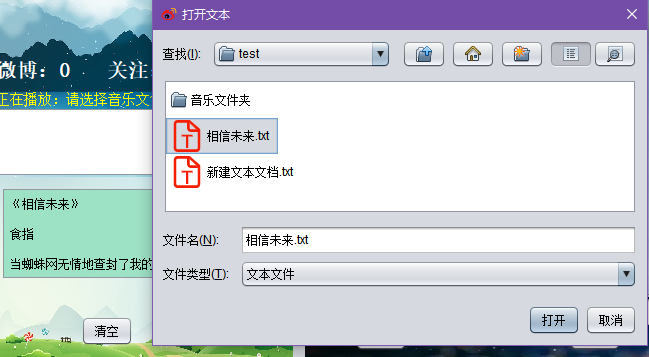 打开文本
查找(I):
test
微博：0 关注:
正在播放：请选择音乐文
音乐文件夹
相信未来.txt
新建文本文档.txt
《相信未来》
食指
当蜘蛛网无情地查封了我的
文件名(N):
相信未来.txt
文件类型(T):
文本文件
打开
取消
清空